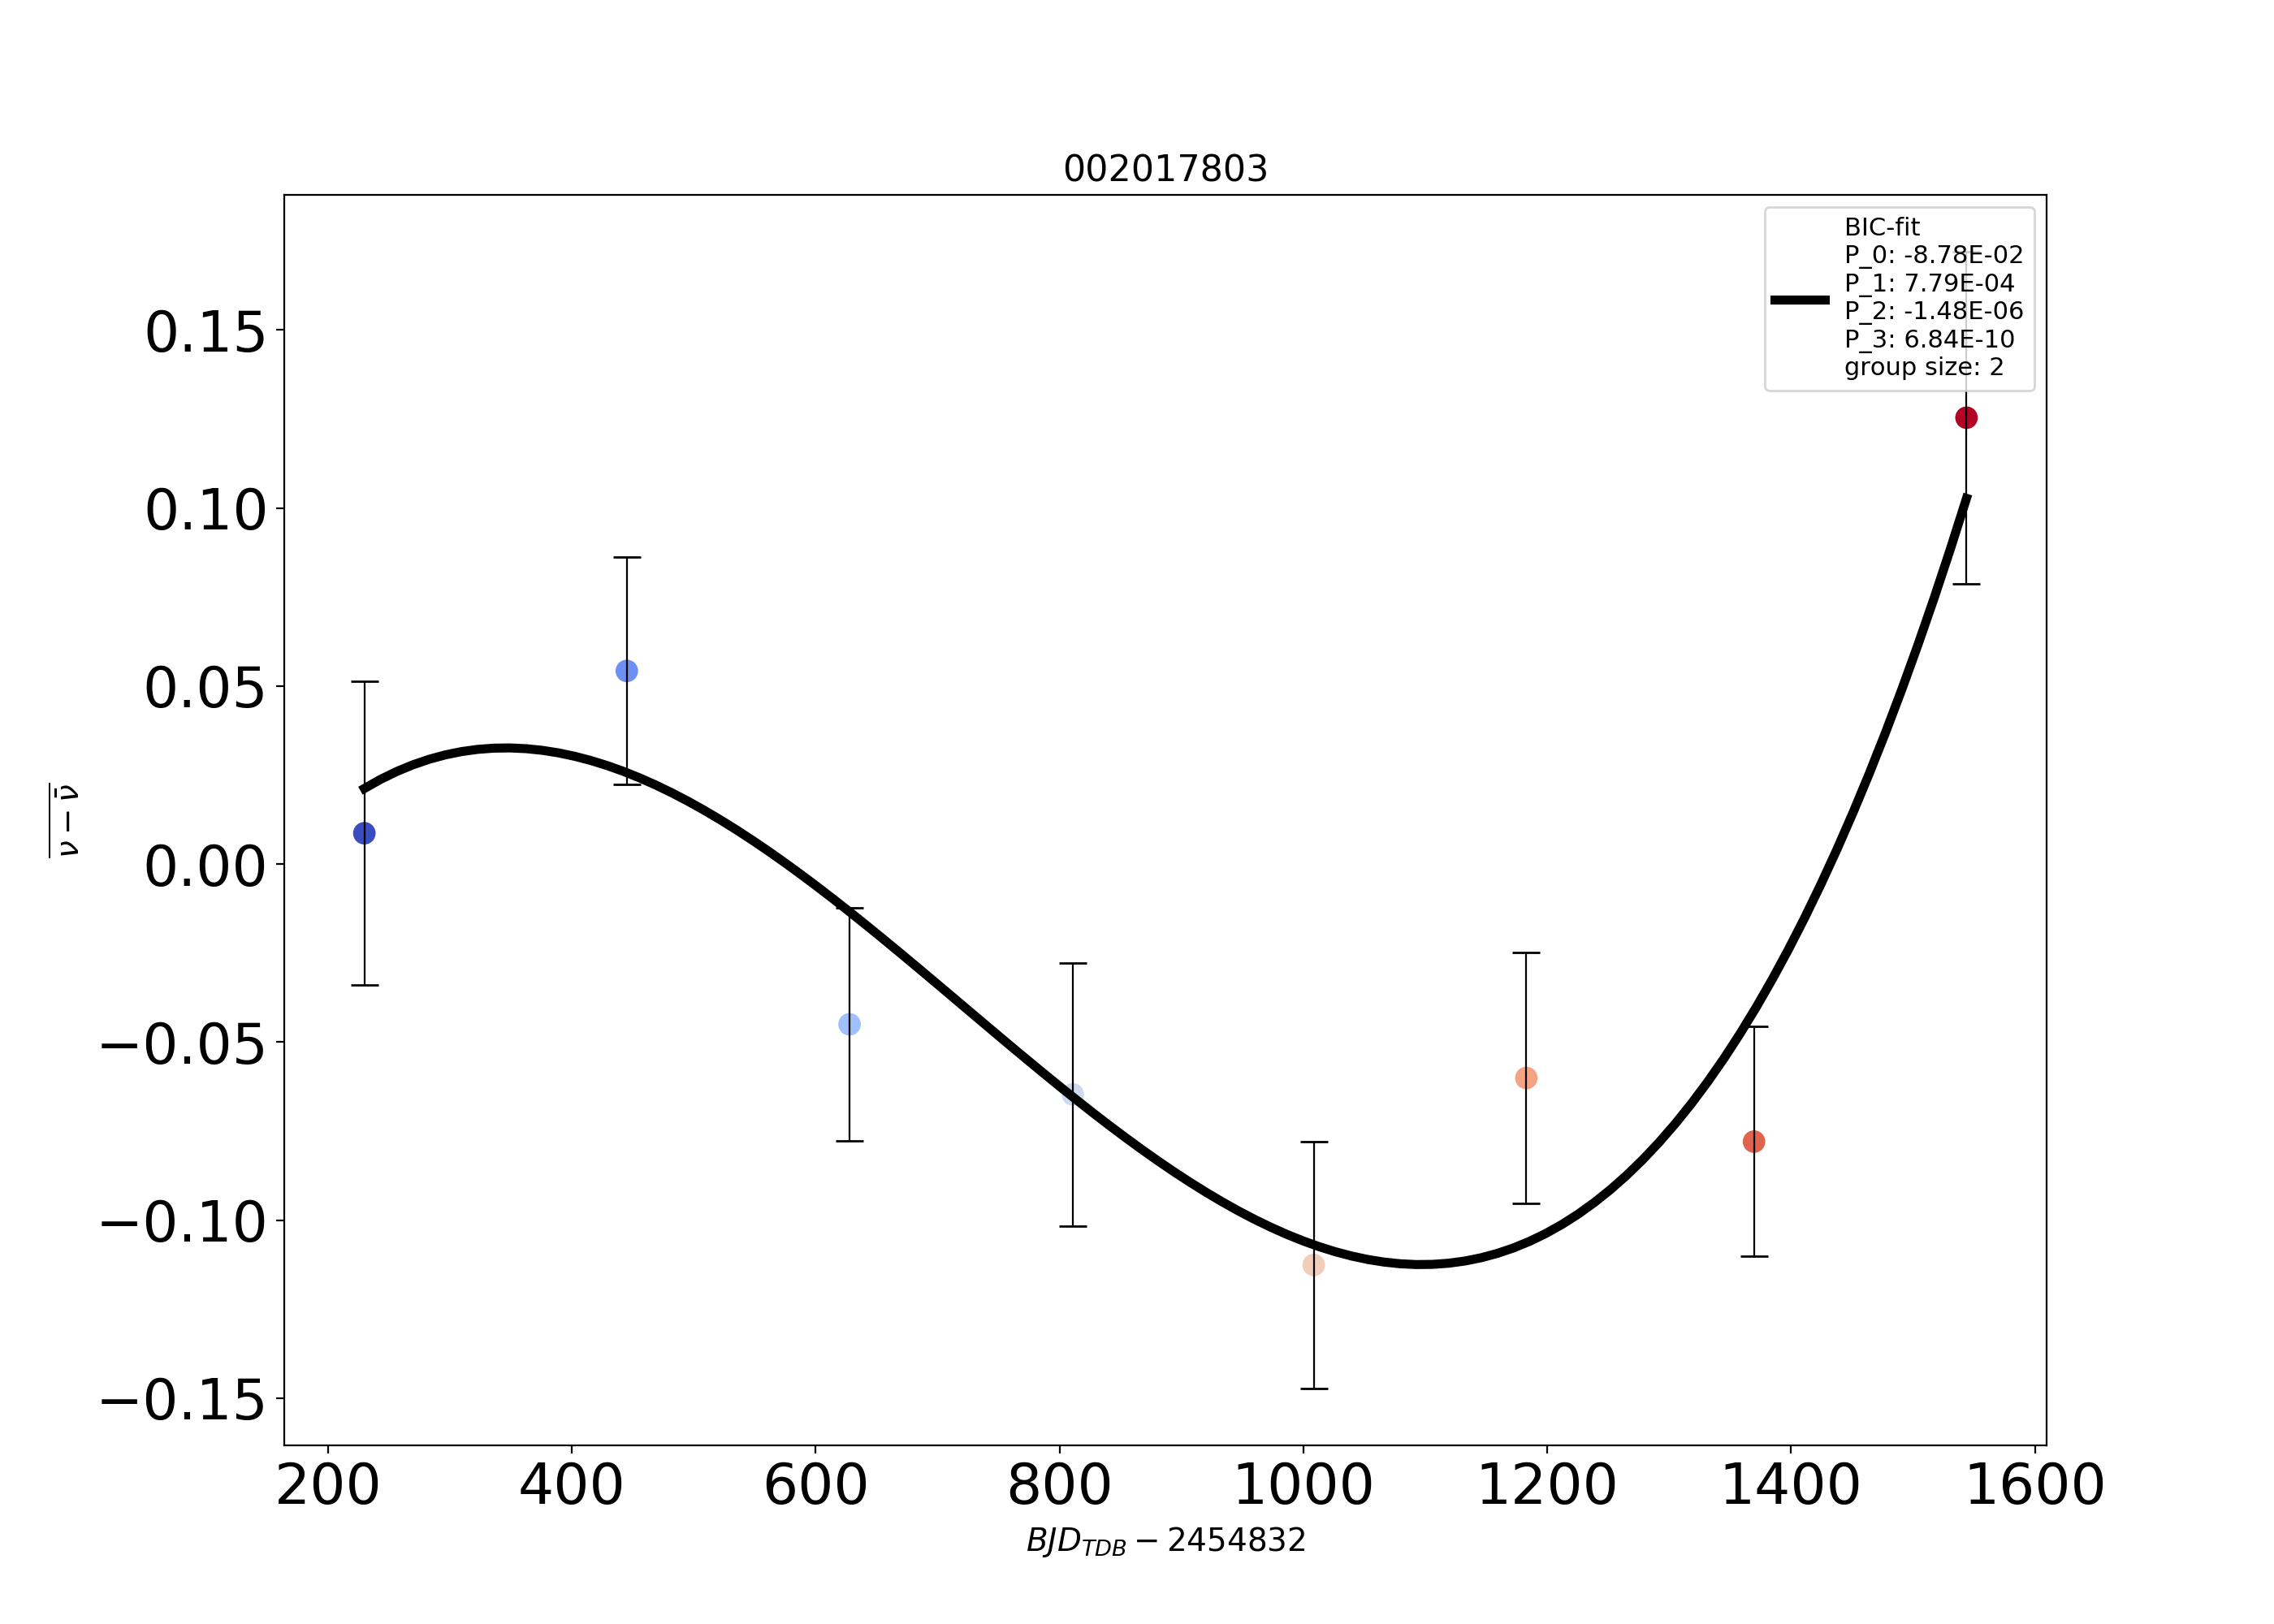 002017803
BIC-fit
P_0: -8.78E-02
P_1: 7.79E-04
P_2: -1.48E-06
P_3: 6.84E-10
group size: 2
0.15
0.10
0.05
0.00
−0.05
−0.10
−0.15
ν − ν̄
200 400 600 800 1000 1200 1400 1600
BJD_TDB − 2454832